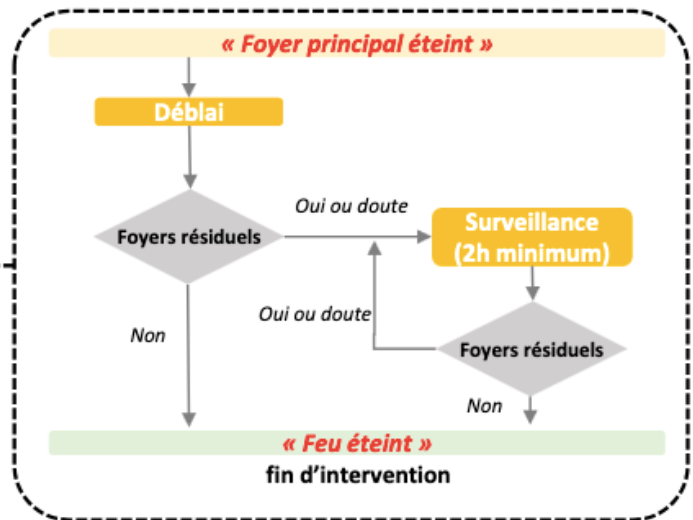 « Foyer principal éteint »
Déblai
Foyers résiduels
Oui ou doute
Surveillance
(2h minimum)
Oui ou doute
Non
Foyers résiduels
Non
« Feu éteint »
fin d’intervention